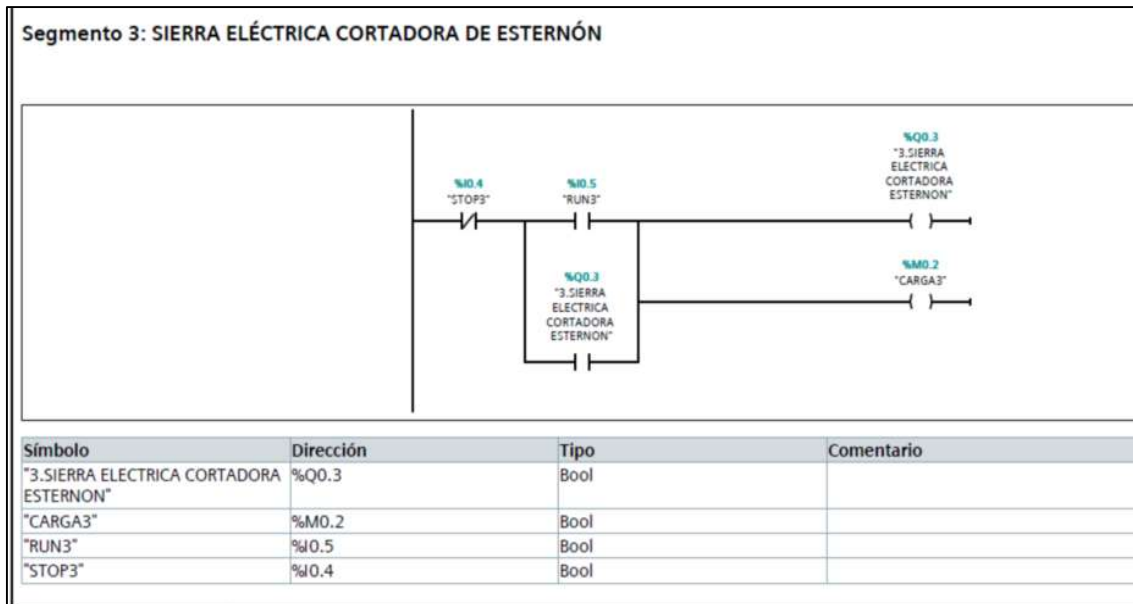 Segmento 3: SIERRA ELÉCTRICA CORTADORA DE ESTERNÓN
%Q0.3
"3.SIERRA
ELECTRICA
CORTADORA
ESTERNON"
%I0.4
"STOP3"
%I0.5
"RUN3"
%Q0.3
"3.SIERRA
ELECTRICA
CORTADORA
ESTERNON"
%M0.2
"CARGA3"
Símbolo Dirección Tipo Comentario
"3.SIERRA ELECTRICA CORTADORA %Q0.3 Bool
ESTERNON"
"CARGA3" %M0.2 Bool
"RUN3" %I0.5 Bool
"STOP3" %I0.4 Bool